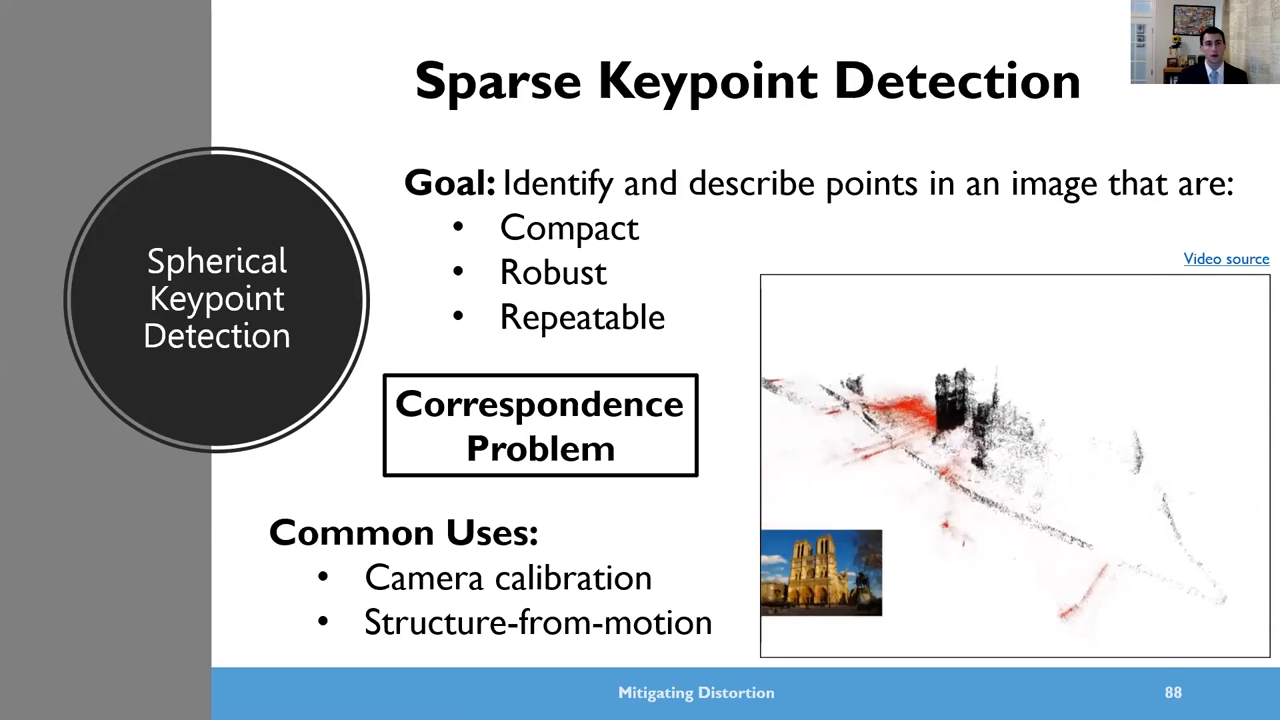 Sparse Keypoint Detection
Spherical
Keypoint
Detection
Goal: Identify and describe points in an image that are:
• Compact
• Robust
• Repeatable
Video source
Correspondence
Problem
Common Uses:
• Camera calibration
• Structure-from-motion
Mitigating Distortion
88